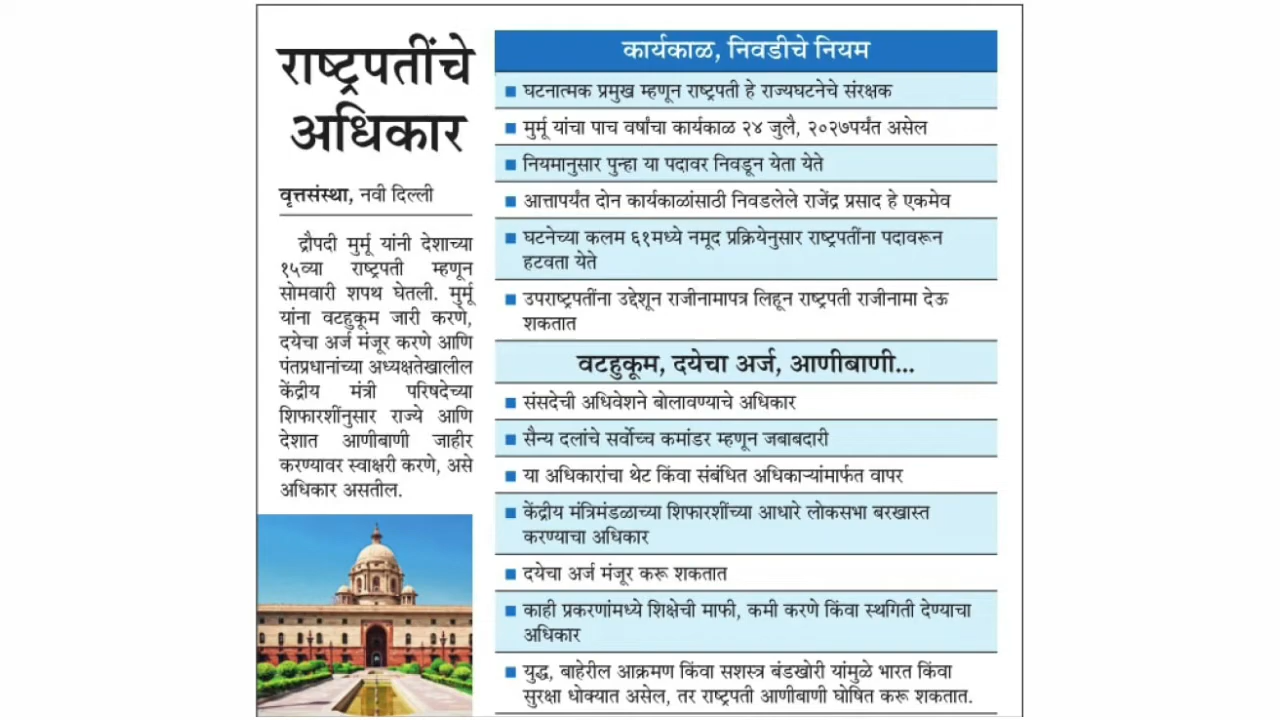 राष्ट्रपतींचे
अधिकार
वृत्तसंस्था, नवी दिल्ली
द्रौपदी मुर्मू यांनी देशाच्या
१५व्या राष्ट्रपती म्हणून
सोमवारी शपथ घेतली. मुर्मू
यांना वटहुकूम जारी करणे,
दयेचा अर्ज मंजूर करणे आणि
पंतप्रधानांच्या अध्यक्षतेखालील
केंद्रीय मंत्री परिषदेच्या
शिफारशींनुसार राज्ये आणि
देशात आणीबाणी जाहीर
करण्यावर स्वाक्षरी करणे, असे
अधिकार असतील.
कार्यकाळ, निवडीचे नियम
घटनात्मक प्रमुख म्हणून राष्ट्रपती हे राज्यघटनेचे संरक्षक
मुर्मू यांचा पाच वर्षांचा कार्यकाळ २४ जुलै, २०२७पर्यंत असेल
नियमानुसार पुन्हा या पदावर निवडून येता येते
आत्तापर्यंत दोन कार्यकाळांसाठी निवडलेले राजेंद्र प्रसाद हे एकमेव
घटनेच्या कलम ६१मध्ये नमूद प्रक्रियेनुसार राष्ट्रपतींना पदावरून
हटवता येते
उपराष्ट्रपतींना उद्देशून राजीनामापत्र लिहून राष्ट्रपती राजीनामा देऊ
शकतात
वटहुकूम, दयेचा अर्ज, आणीबाणी...
संसदेची अधिवेशने बोलावण्याचे अधिकार
सैन्य दलांचे सर्वोच्च कमांडर म्हणून जबाबदारी
या अधिकारांचा थेट किंवा संबंधित अधिकाऱ्यांमार्फत वापर
केंद्रीय मंत्रिमंडळाच्या शिफारशींच्या आधारे लोकसभा बरखास्त
करण्याचा अधिकार
दयेचा अर्ज मंजूर करू शकतात
काही प्रकरणांमध्ये शिक्षेची माफी, कमी करणे किंवा स्थगिती देण्याचा
अधिकार
युद्ध, बाहेरील आक्रमण किंवा सशस्त्र बंडखोरी यांमुळे भारत किंवा
सुरक्षा धोक्यात असेल, तर राष्ट्रपती आणीबाणी घोषित करू शकतात.